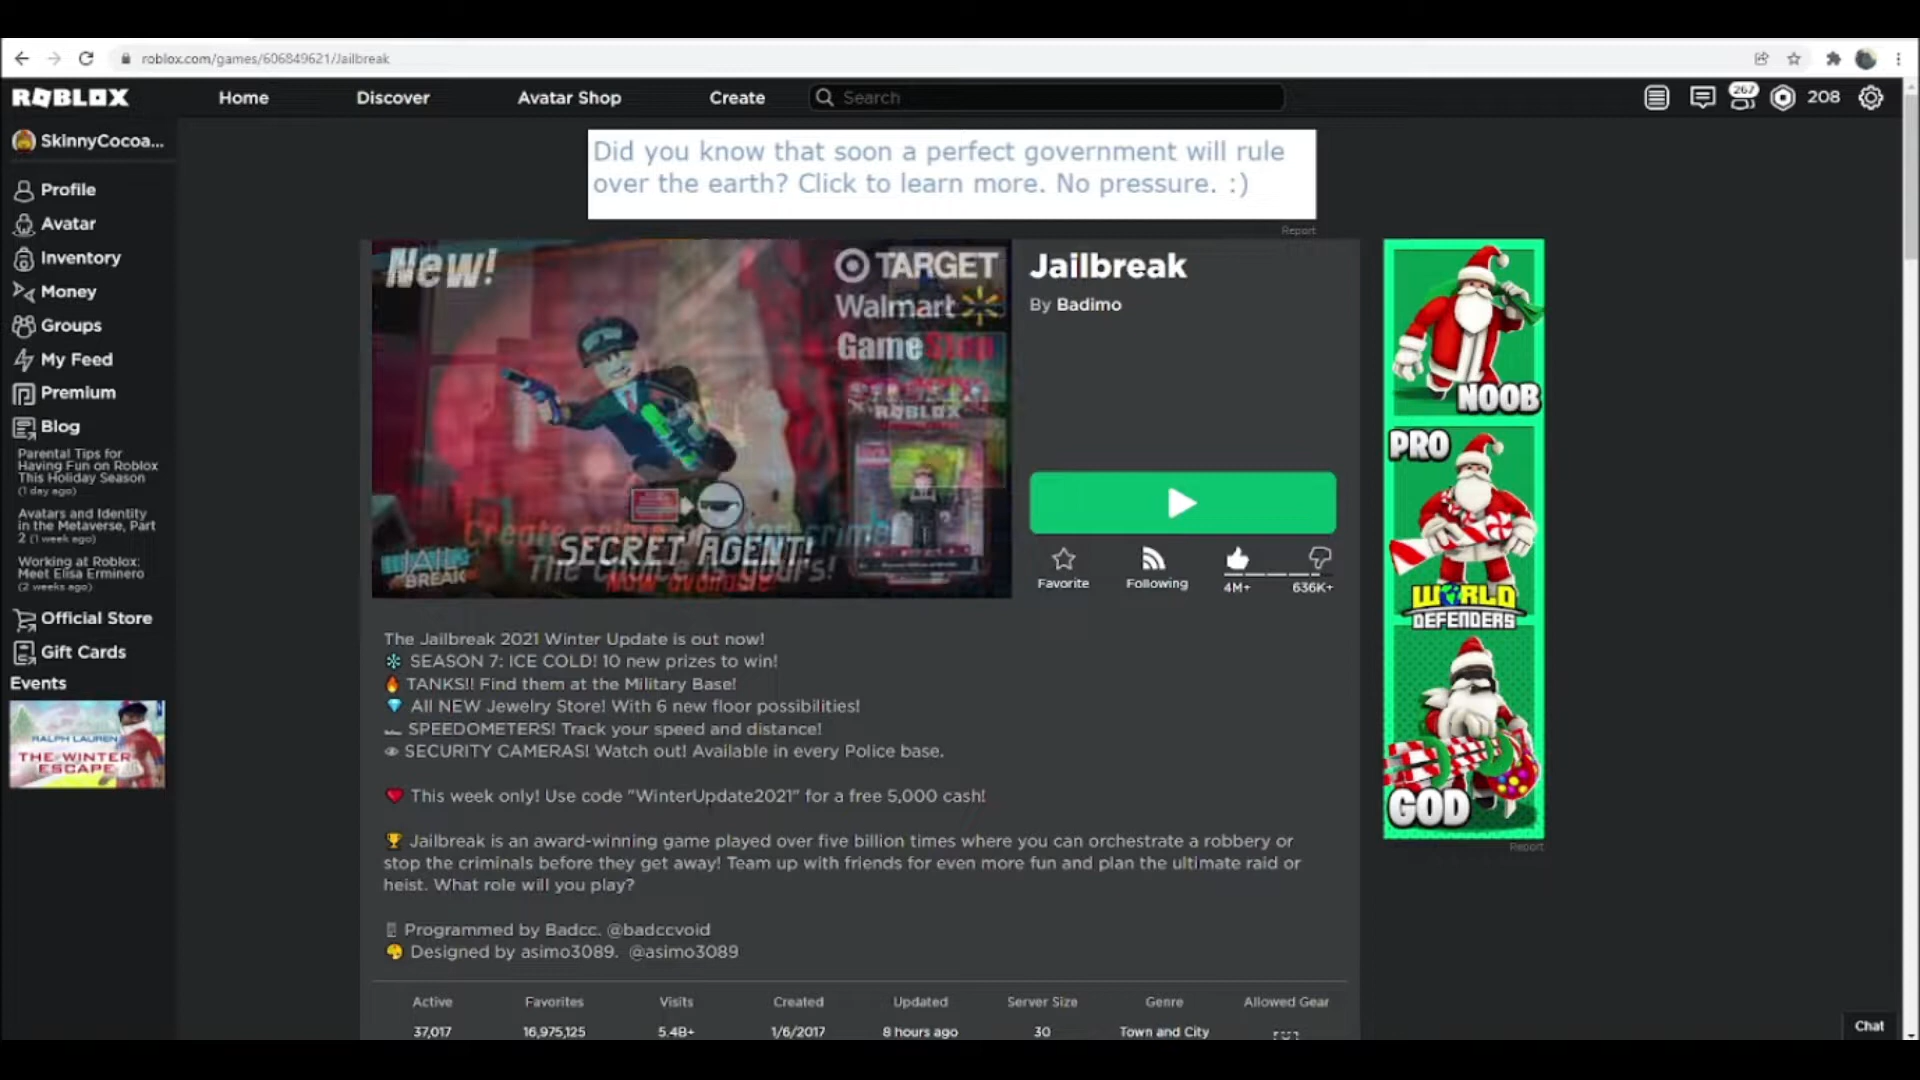 roblox.com/games/606849621/Jailbreak
ROBLOX
Home
Discover
Avatar Shop
Create
Search
267
208
SkinnyCocoa...
Profile
Avatar
Inventory
Money
Groups
My Feed
Premium
Blog
Parental Tips for
Having Fun on Roblox
This Holiday Season
(1 day ago)
Avatars and Identity
in the Metaverse, Part
2 (1 week ago)
Working at Roblox:
Meet Elisa Erminero
(2 weeks ago)
Official Store
Gift Cards
Events
RALPH LAUREN
THE WINTER
ESCAPE
Did you know that soon a perfect government will rule
over the earth? Click to learn more. No pressure. :)
Report
New!
TARGET
Walmart
GameStop
ROBLOX
SECRET AGENT!
JAIL
BREAK
Now available
Jailbreak
By Badimo
Favorite
Following
4M+
636K+
The Jailbreak 2021 Winter Update is out now!
❄ SEASON 7: ICE COLD! 10 new prizes to win!
🔥 TANKS!! Find them at the Military Base!
💎 All NEW Jewelry Store! With 6 new floor possibilities!
SPEEDOMETERS! Track your speed and distance!
👁 SECURITY CAMERAS! Watch out! Available in every Police base.
❤ This week only! Use code "WinterUpdate2021" for a free 5,000 cash!
🏆 Jailbreak is an award-winning game played over five billion times where you can orchestrate a robbery or
stop the criminals before they get away! Team up with friends for even more fun and plan the ultimate raid or
heist. What role will you play?
Programmed by Badcc. @badccvoid
🎨 Designed by asimo3089. @asimo3089
Active
Favorites
Visits
Created
Updated
Server Size
Genre
Allowed Gear
37,017
16,975,125
5.4B+
1/6/2017
8 hours ago
30
Town and City
NOOB
PRO
WORLD
DEFENDERS
GOD
Report
Chat